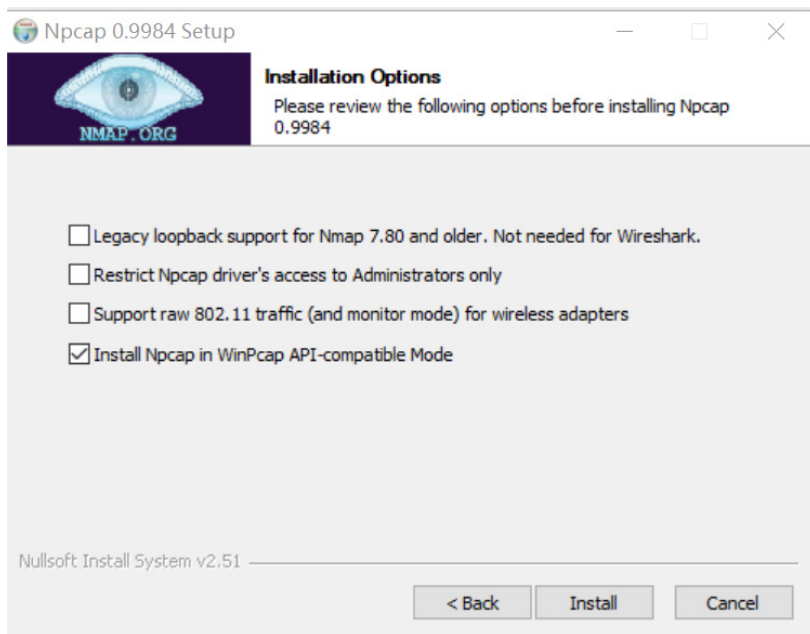 Npcap 0.9984 Setup
NMAP.ORG
Installation Options
Please review the following options before installing Npcap
0.9984
Legacy loopback support for Nmap 7.80 and older. Not needed for Wireshark.
Restrict Npcap driver's access to Administrators only
Support raw 802.11 traffic (and monitor mode) for wireless adapters
Install Npcap in WinPcap API-compatible Mode
Nullsoft Install System v2.51
< Back
Install
Cancel